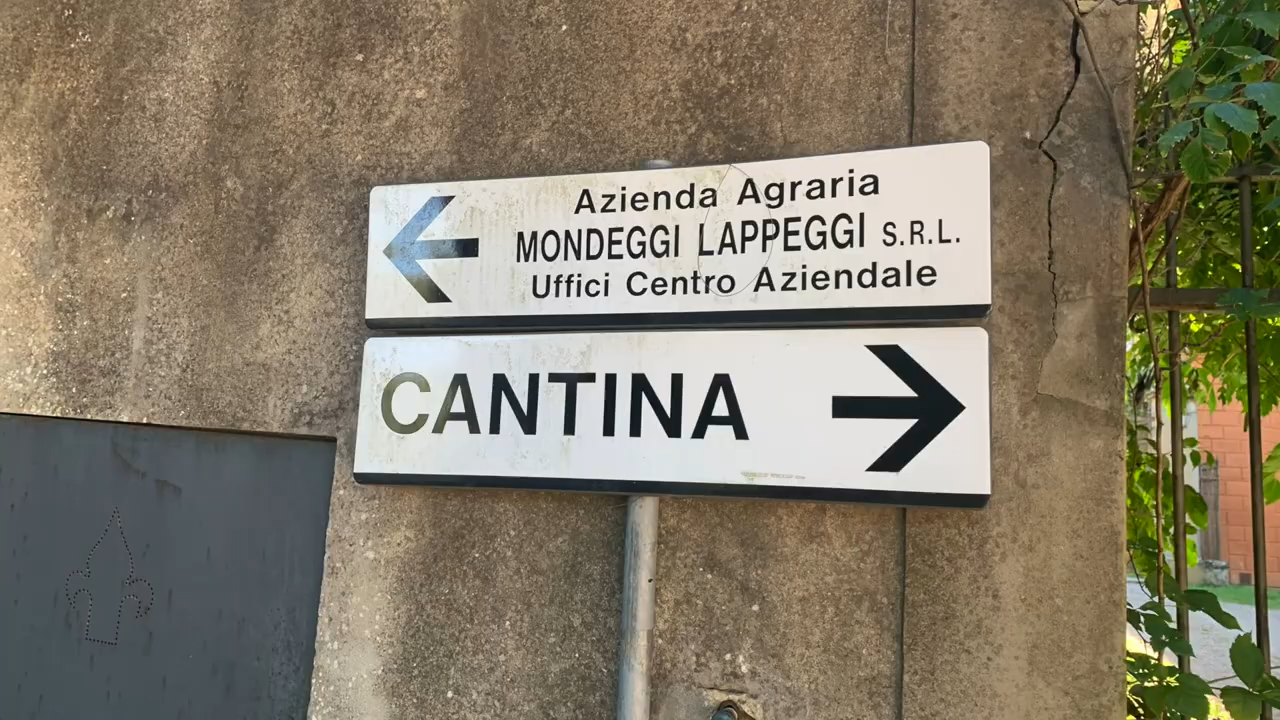 Azienda Agraria
MONDEGGI LAPPEGGI S.R.L.
Uffici Centro Aziendale
CANTINA